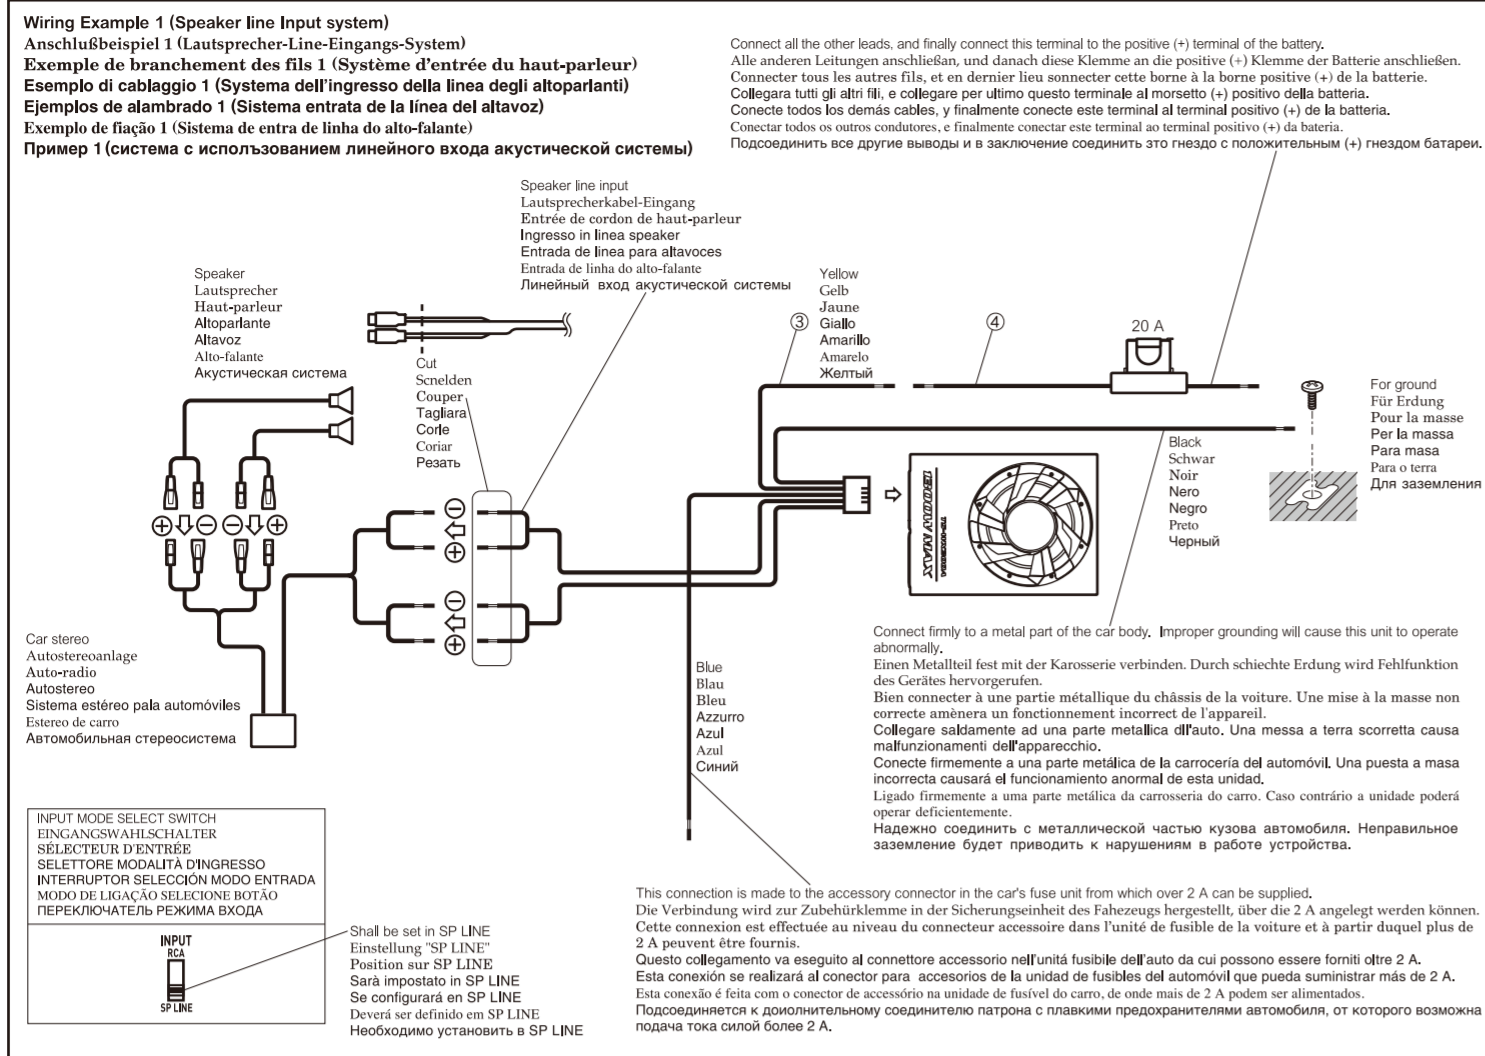 Wiring Example 1 (Speaker line Input system)
Anschlußbeispiel 1 (Lautsprecher-Line-Eingangs-System)
Exemple de branchement des fils 1 (Système d'entrée du haut-parleur)
Esempio di cablaggio 1 (Systema dell'ingresso della linea degli altoparlanti)
Ejemplos de alambrado 1 (Sistema entrata de la línea del altavoz)
Exemplo de fiação 1 (Sistema de entra de linha do alto-falante)
Пример 1 (система с исполъзованием линейного входа акустической системы)
Connect all the other leads, and finally connect this terminal to the positive (+) terminal of the battery.
Alle anderen Leitungen anschließan, und danach diese Klemme an die positive (+) Klemme der Batterie anschließen.
Connecter tous les autres fils, et en dernier lieu sonnecter cette borne à la borne positive (+) de la batterie.
Collegara tutti gli altri fili, e collegare per ultimo questo terminale al morsetto (+) positivo della batteria.
Conecte todos los demás cables, y finalmente conecte este terminal al terminal positivo (+) de la bateria.
Conectar todos os outros condutores, e finalmente conectar este terminal ao terminal positivo (+) da bateria.
Подсоединить все другие выводы и в заключение соединить зто гнездо с положительным (+) гнездом батареи.
Speaker line input
Lautsprecherkabel-Eingang
Entrée de cordon de haut-parleur
Ingresso in linea speaker
Entrada de linea para altavoces
Entrada de linha do alto-falante
Линейный вход акустической системы
Speaker
Lautsprecher
Haut-parleur
Altoparlante
Altavoz
Alto-falante
Акустическая система
Cut
Scnelden
Couper
Tagliara
Corle
Coriar
Резать
Yellow
Gelb
Jaune
Giallo
Amarillo
Amarelo
Желтый
③
④
20 A
For ground
Für Erdung
Pour la masse
Per la massa
Para masa
Para o terra
Для заземления
Black
Schwar
Noir
Nero
Negro
Preto
Черный
BOOM MAX
⊕ ⊖ ⊖ ⊕
⊖
⊕
⊖
⊕
Car stereo
Autostereoanlage
Auto-radio
Autostereo
Sistema estéreo pala automóviles
Estereo de carro
Автомобильная стереосистема
Blue
Blau
Bleu
Azzurro
Azul
Azul
Синий
Connect firmly to a metal part of the car body. Improper grounding will cause this unit to operate
abnormally.
Einen Metallteil fest mit der Karosserie verbinden. Durch schiechte Erdung wird Fehlfunktion
des Gerätes hervorgerufen.
Bien connecter à une partie métallique du châssis de la voiture. Une mise à la masse non
correcte amènera un fonctionnement incorrect de l'appareil.
Collegare saldamente ad una parte metallica dll'auto. Una messa a terra scorretta causa
malfunzionamenti dell'apparecchio.
Conecte firmemente a una parte metálica de la carrocería del automóvil. Una puesta a masa
incorrecta causará el funcionamiento anormal de esta unidad.
Ligado firmemente a uma parte metálica da carrosseria do carro. Caso contrário a unidade poderá
operar deficientemente.
Надежно соединить с металлической частью кузова автомобиля. Неправильное
заземление будет приводить к нарушениям в работе устройства.
INPUT MODE SELECT SWITCH
EINGANGSWAHLSCHALTER
SÉLECTEUR D'ENTRÉE
SELETTORE MODALITÀ D'INGRESSO
INTERRUPTOR SELECCIÓN MODO ENTRADA
MODO DE LIGAÇÃO SELECIONE BOTÃO
ПЕРЕКЛЮЧАТЕЛЬ РЕЖИМА ВХОДА
INPUT
RCA
SP LINE
Shall be set in SP LINE
Einstellung "SP LINE"
Position sur SP LINE
Sarà impostato in SP LINE
Se configurará en SP LINE
Deverá ser definido em SP LINE
Необходимо установить в SP LINE
This connection is made to the accessory connector in the car's fuse unit from which over 2 A can be supplied.
Die Verbindung wird zur Zubehürklemme in der Sicherungseinheit des Fahezeugs hergestellt, über die 2 A angelegt werden können.
Cette connexion est effectuée au niveau du connecteur accessoire dans l'unité de fusible de la voiture et à partir duquel plus de
2 A peuvent être fournis.
Questo collegamento va eseguito al connettore accessorio nell'unitá fusibile dell'auto da cui possono essere forniti oltre 2 A.
Esta conexión se realizará al conector para accesorios de la unidad de fusibles del automóvil que pueda suministrar más de 2 A.
Esta conexão é feita com o conector de accessório na unidade de fusível do carro, de onde mais de 2 A podem ser alimentados.
Подсоединяется к доиолнительному соединителю патрона с плавкими предохранителями автомобиля, от которого возможна
подача тока силой более 2 А.